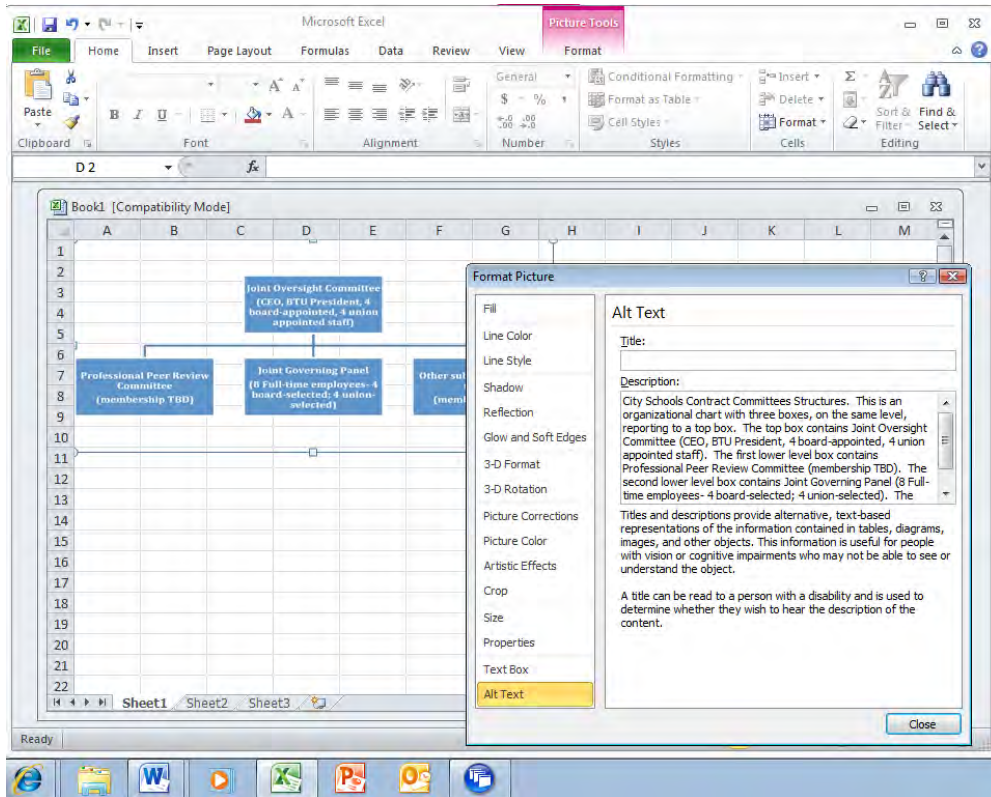 Microsoft Excel
Picture Tools
File Home Insert Page Layout Formulas Data Review View Format
Paste
B I U A
General
$ % ,
Conditional Formatting
Format as Table
Cell Styles
Insert
Delete
Format
Σ
Sort & Filter
Find & Select
Clipboard Font Alignment Number Styles Cells Editing
D2 fx
Book1 [Compatibility Mode]
A B C D E F G H I J K L M
1
2
3
4
5
6
7
8
9
10
11
12
13
14
15
16
17
18
19
20
21
22
Joint Oversight Committee
(CEO, BTU President, 4
board-appointed, 4 union
appointed staff)
Professional Peer Review
Committee
(membership TBD)
Joint Governing Panel
(8 Full-time employees- 4
board-selected; 4 union-
selected)
Other
Format Picture
Fill
Line Color
Line Style
Shadow
Reflection
Glow and Soft Edges
3-D Format
3-D Rotation
Picture Corrections
Picture Color
Artistic Effects
Crop
Size
Properties
Text Box
Alt Text
Alt Text
Title:
Description:
City Schools Contract Committees Structures. This is an
organizational chart with three boxes, on the same level,
reporting to a top box. The top box contains Joint Oversight
Committee (CEO, BTU President, 4 board-appointed, 4 union
appointed staff). The first lower level box contains
Professional Peer Review Committee (membership TBD). The
second lower level box contains Joint Governing Panel (8 Full-
time employees- 4 board-selected; 4 union-selected). The
Titles and descriptions provide alternative, text-based
representations of the information contained in tables, diagrams,
images, and other objects. This information is useful for people
with vision or cognitive impairments who may not be able to see or
understand the object.
A title can be read to a person with a disability and is used to
determine whether they wish to hear the description of the
content.
Close
Sheet1 Sheet2 Sheet3
Ready